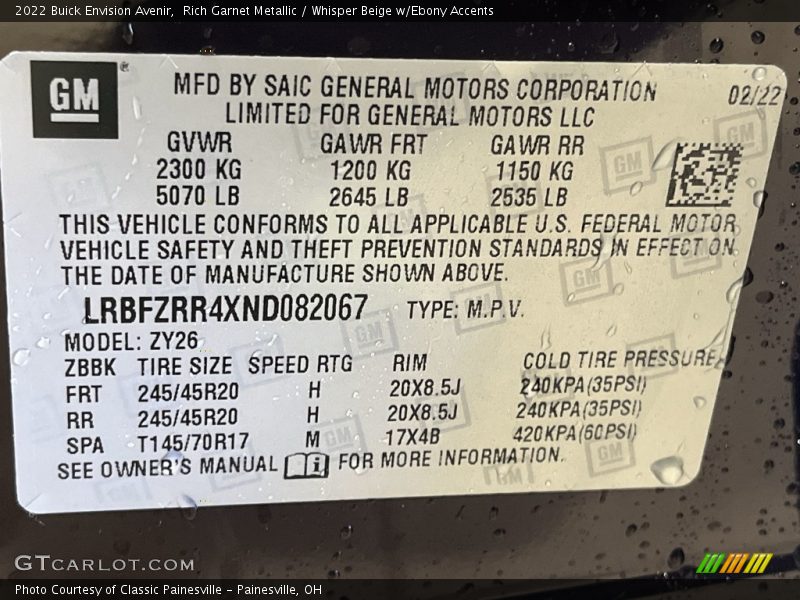 2022 Buick Envision Avenir, Rich Garnet Metallic / Whisper Beige w/Ebony Accents
GM ®
MFD BY SAIC GENERAL MOTORS CORPORATION 02/22
LIMITED FOR GENERAL MOTORS LLC
GVWR GAWR FRT GAWR RR
2300 KG 1200 KG 1150 KG
5070 LB 2645 LB 2535 LB
THIS VEHICLE CONFORMS TO ALL APPLICABLE U.S. FEDERAL MOTOR
VEHICLE SAFETY AND THEFT PREVENTION STANDARDS IN EFFECT ON
THE DATE OF MANUFACTURE SHOWN ABOVE.
LRBFZRR4XND082067 TYPE: M.P.V.
MODEL: ZY26
ZBBK TIRE SIZE SPEED RTG RIM COLD TIRE PRESSURE
FRT 245/45R20 H 20X8.5J 240KPA(35PSI)
RR 245/45R20 H 20X8.5J 240KPA(35PSI)
SPA T145/70R17 M 17X4B 420KPA(60PSI)
SEE OWNER'S MANUAL i FOR MORE INFORMATION.
GTCARLOT.COM
Photo Courtesy of Classic Painesville - Painesville, OH